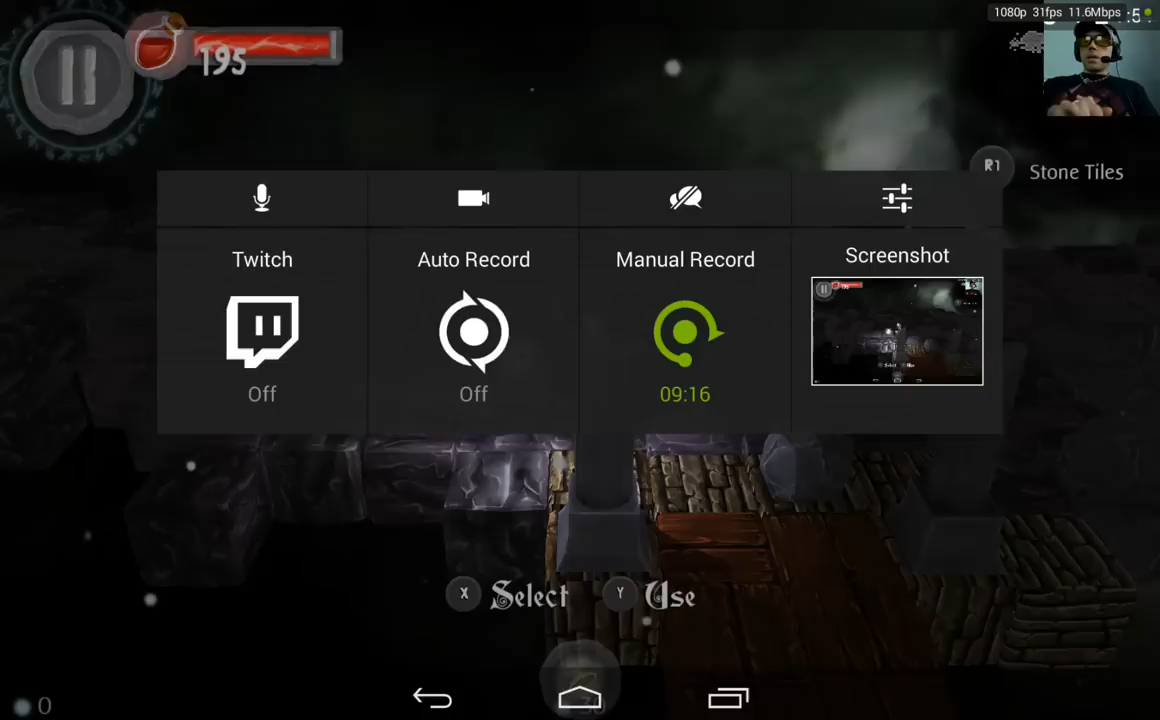 1080p 31fps 11.6Mbps
195
R1 Stone Tiles
Twitch
Auto Record
Manual Record
Screenshot
Off
Off
09:16
X Select
Y Use
0